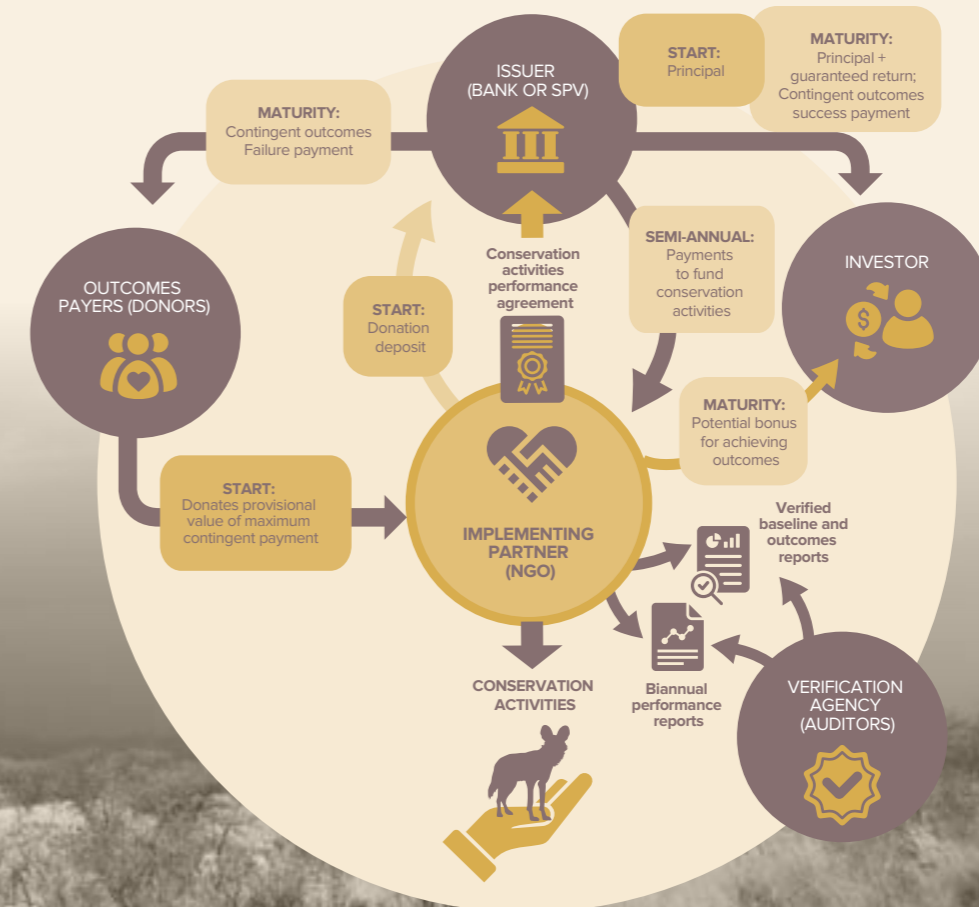 ISSUER
(BANK OR SPV)
START:
Principal
MATURITY:
Principal +
guaranteed return;
Contingent outcomes
success payment
MATURITY:
Contingent outcomes
Failure payment
OUTCOMES
PAYERS (DONORS)
START:
Donation
deposit
Conservation
activities
performance
agreement
SEMI-ANNUAL:
Payments
to fund
conservation
activities
INVESTOR
$
MATURITY:
Potential bonus
for achieving
outcomes
START:
Donates provisional
value of maximum
contingent payment
IMPLEMENTING
PARTNER
(NGO)
Verified
baseline and
outcomes
reports
CONSERVATION
ACTIVITIES
Biannual
performance
reports
VERIFICATION
AGENCY
(AUDITORS)